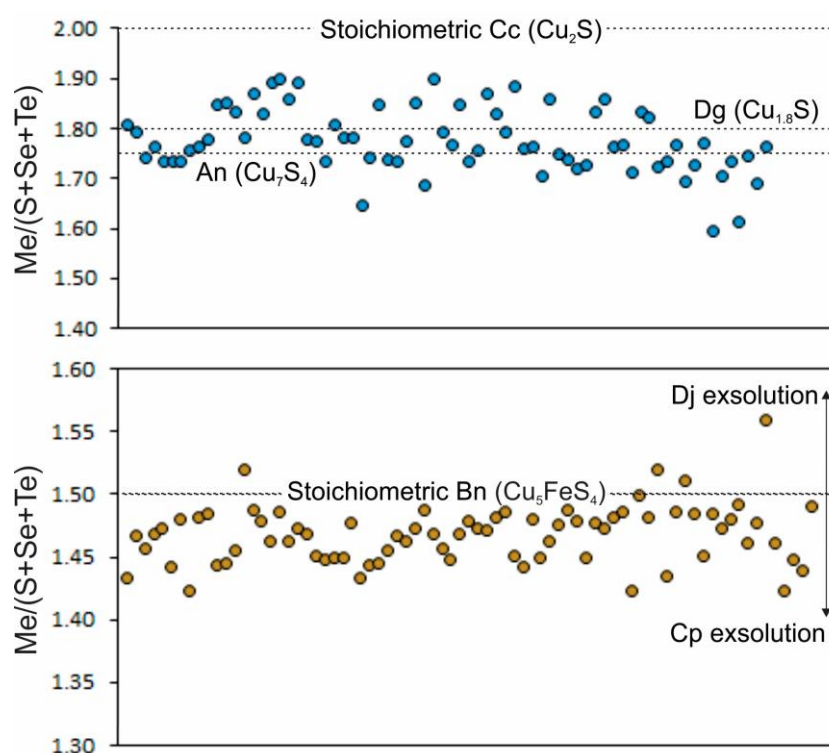 2.00
Stoichiometric Cc (Cu₂S)
1.90
Dg (Cu₁.₈S)
1.80
An (Cu₇S₄)
1.70
1.60
1.50
1.40
Me/(S+Se+Te)
1.60
Dj exsolution
1.55
1.50
Stoichiometric Bn (Cu₅FeS₄)
1.45
1.40
Cp exsolution
1.35
1.30
Me/(S+Se+Te)